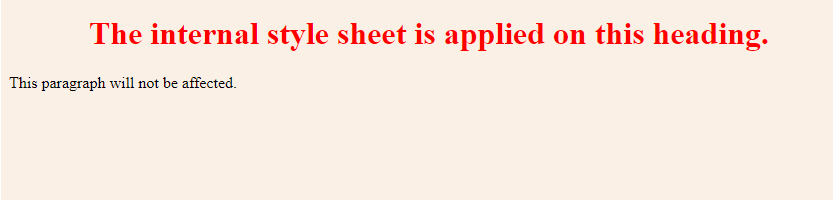 The internal style sheet is applied on this heading.
This paragraph will not be affected.